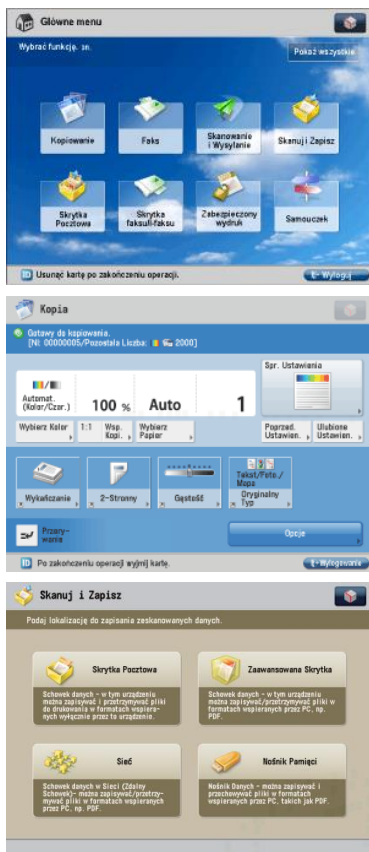 Główne menu
Wybrać funkcję.
Pokaż wszystkie
Kopiowanie
Faks
Skanowanie
i Wysyłanie
Skanuj i Zapisz
Skrytka
Pocztowa
Skrytka
faksu
Zabezpieczony
wydruk
Samouczek
ID Usunąć kartę po zakończeniu operacji.
Wyloguj
Kopia
Gotowy do kopiowania.
[Nl: 00000005/Pozostała Liczba: 2000]
Spr. Ustawienia
Automat.
(Kolor/Czar.)
100 %
Auto
1
Wybierz Kolor
1:1
Wsp.
Kopi.
Wybierz
Papier
Poprzed.
Ustawien.
Ulubione
Ustawien.
Wykańczanie
2-Stronny
Gęstość
Tekst/Foto/
Mapa
Oryginalny
Typ
Przery-
wanie
Opcje
ID Po zakończeniu operacji wyjmij kartę.
Wylogowanie
Skanuj i Zapisz
Podaj lokalizację do zapisania zeskanowanych danych.
Skrytka Pocztowa
Schowek danych - w tym urządzeniu
można zapisywać i przetrzymywać pliki
do drukowania w formatach wspiera-
nych wyłącznie przez to urządzenie.
Zaawansowana Skrytka
Schowek danych - w tym urządzeniu
można zapisywać/przetrzymywać pliki w
formatach wspieranych przez PC, np.
PDF.
Sieć
Schowek danych w Sieci (Zdalny
Schowek)- można zapisywać/przetrzy-
mywać pliki w formatach wspieranych
przez PC, np. PDF.
Nośnik Pamięci
Nośnik Danych - można zapisywać i
przechowywać pliki w formatach
wspieranych przez PC, takich jak PDF.